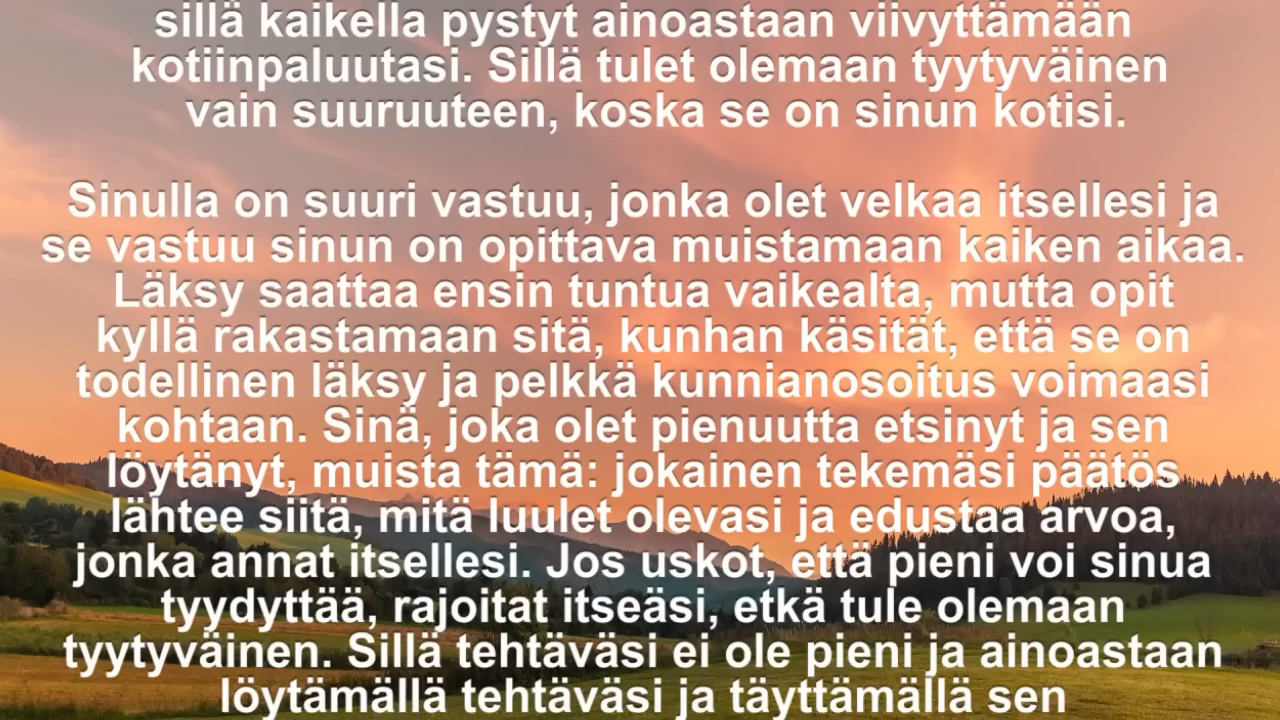 sillä kaikella pystyt ainoastaan viivyttämään
kotiinpaluutasi. Sillä tulet olemaan tyytyväinen
vain suuruuteen, koska se on sinun kotisi.
Sinulla on suuri vastuu, jonka olet velkaa itsellesi ja
se vastuu sinun on opittava muistamaan kaiken aikaa.
Läksy saattaa ensin tuntua vaikealta, mutta opit
kyllä rakastamaan sitä, kunhan käsität, että se on
todellinen läksy ja pelkkä kunnianosoitus voimaasi
kohtaan. Sinä, joka olet pienuutta etsinyt ja sen
löytänyt, muista tämä: jokainen tekemäsi päätös
lähtee siitä, mitä luulet olevasi ja edustaa arvoa,
jonka annat itsellesi. Jos uskot, että pieni voi sinua
tyydyttää, rajoitat itseäsi, etkä tule olemaan
tyytyväinen. Sillä tehtäväsi ei ole pieni ja ainoastaan
löytämällä tehtäväsi ja täyttämällä sen